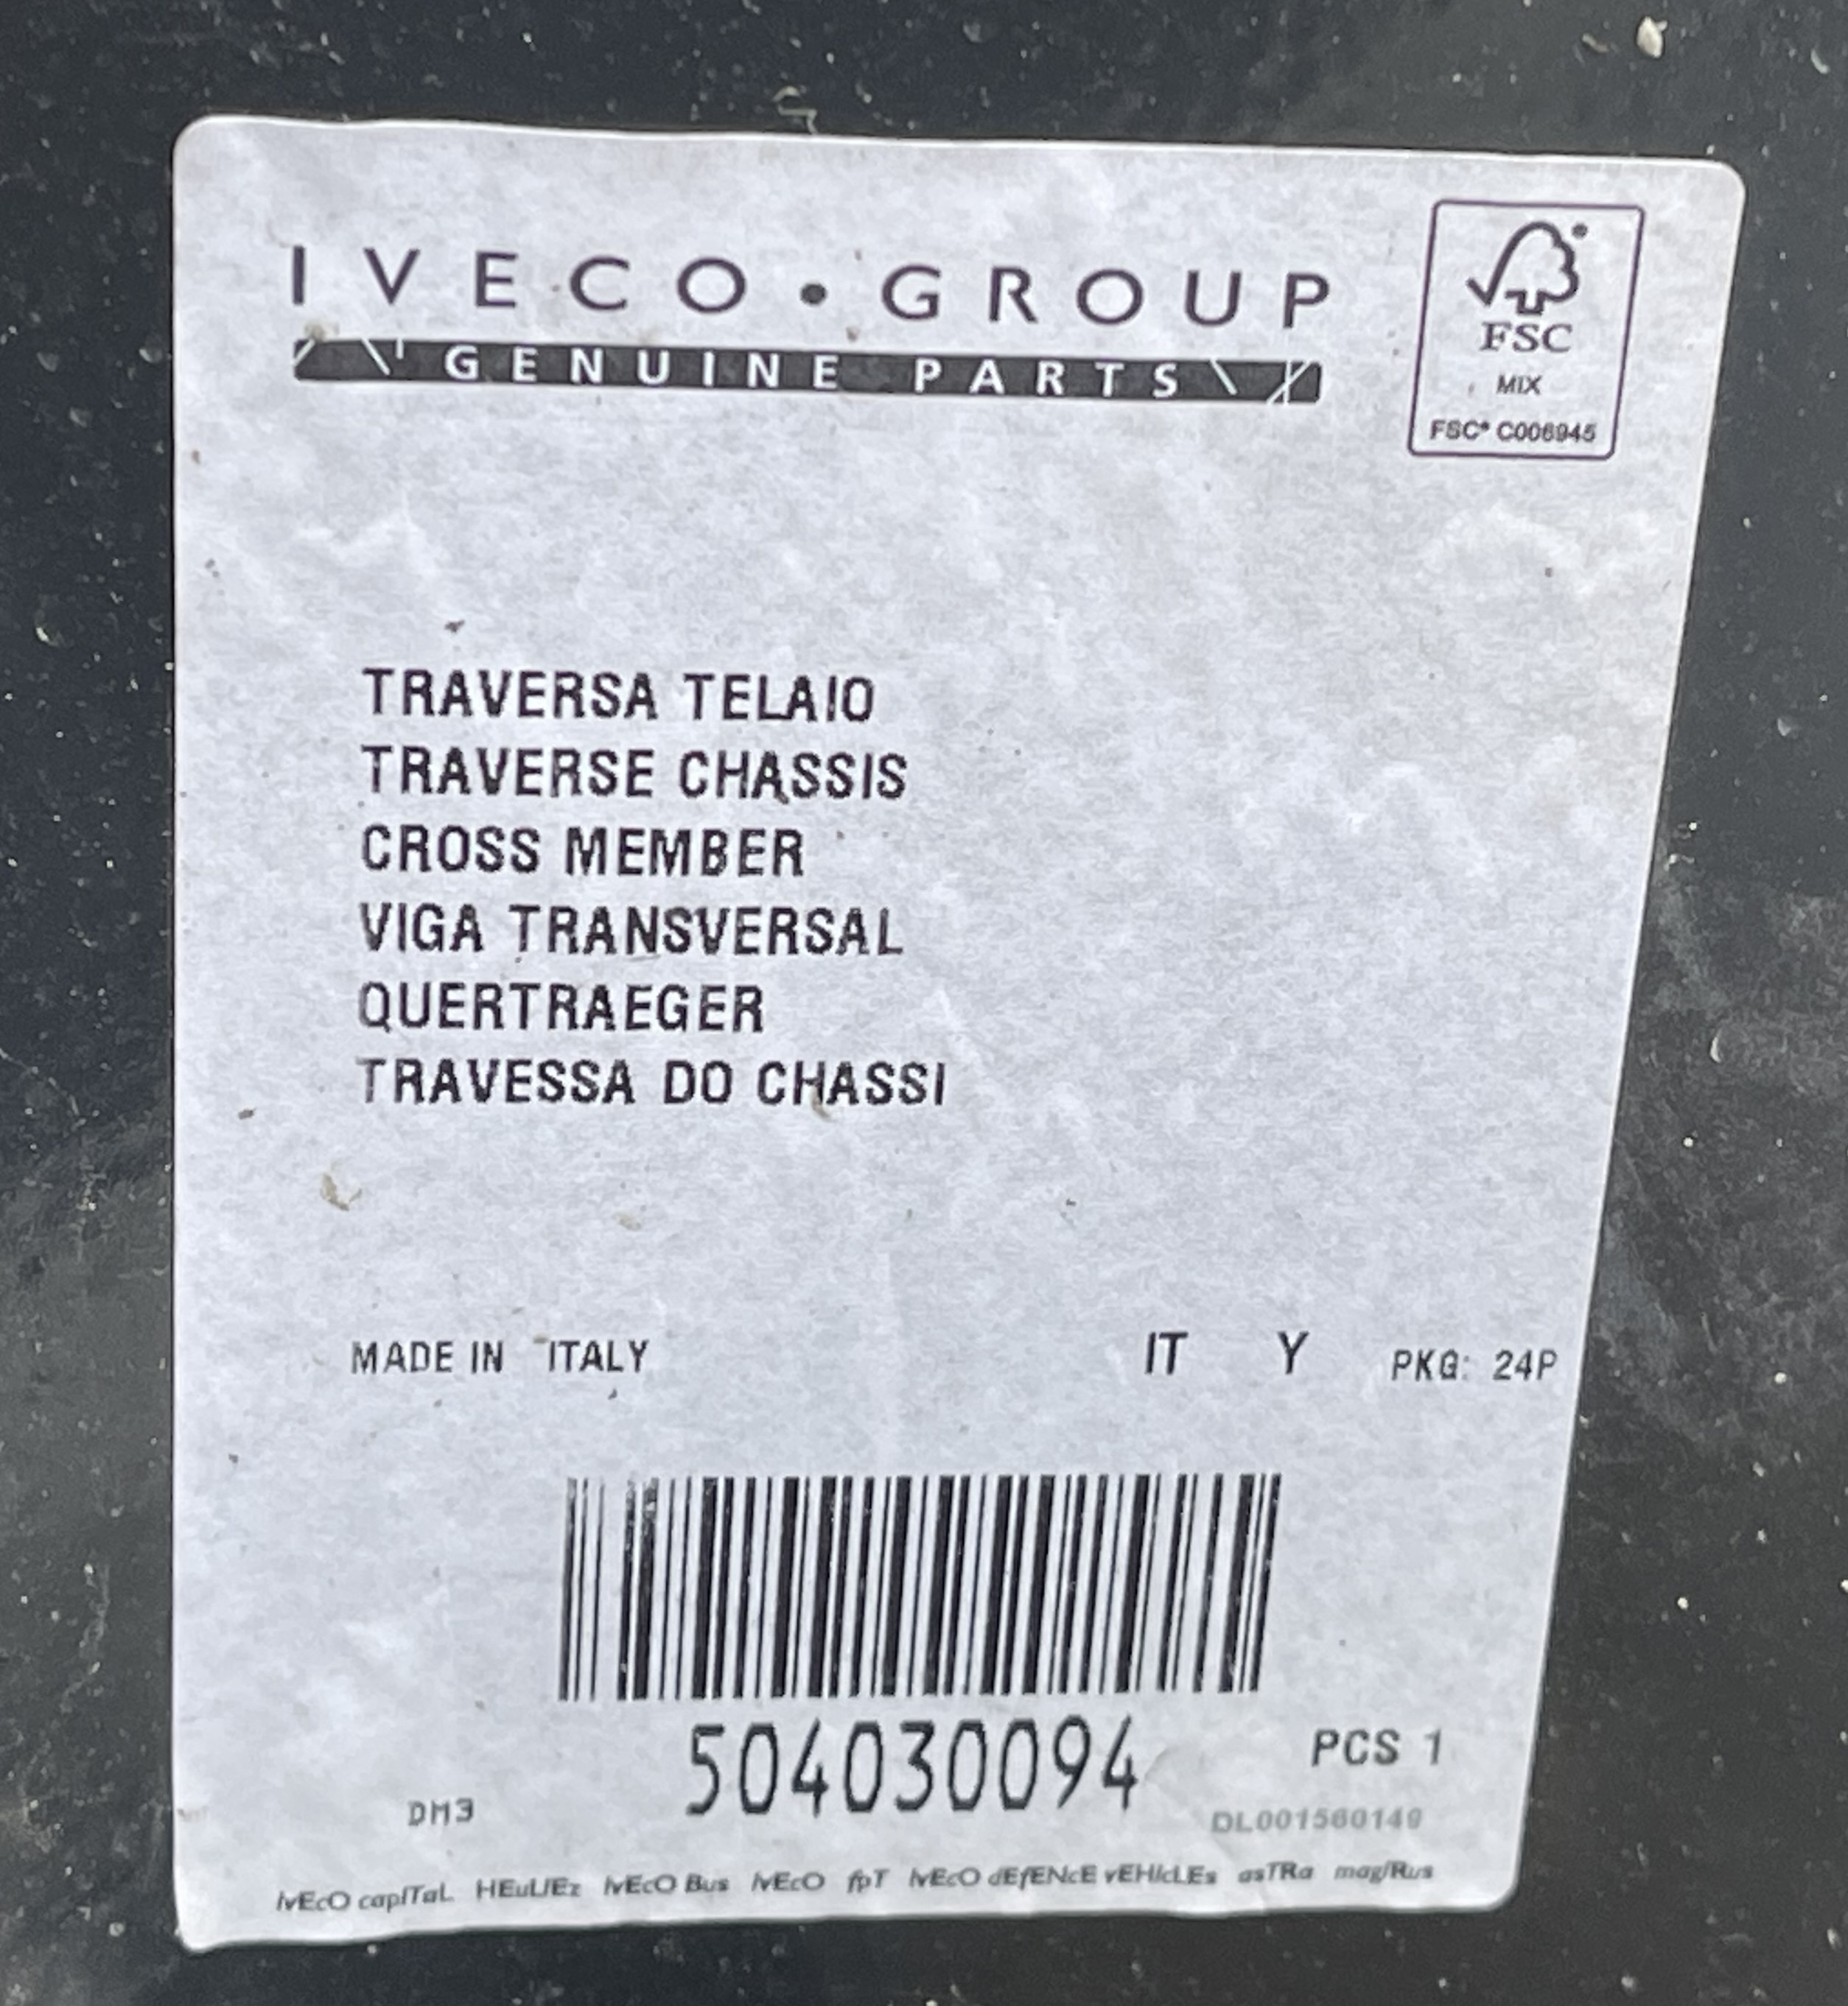 IVECO • GROUP
GENUINE PARTS
FSC
MIX
FSC® C006945
TRAVERSA TELAIO
TRAVERSE CHASSIS
CROSS MEMBER
VIGA TRANSVERSAL
QUERTRAEGER
TRAVESSA DO CHASSI
MADE IN ITALY IT Y PKG: 24P
504030094
PCS 1
DM3
DL001560149
IvEcO capITaL HEuLIEz IvEcO Bus IvEcO fpT IvEcO dEfENcE vEHIcLEs asTRa magIRus